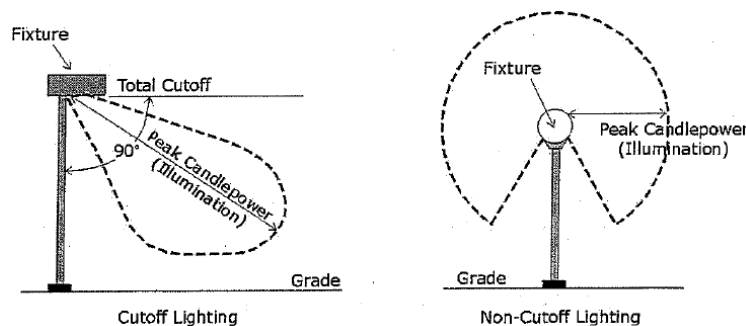 Fixture
Total Cutoff
90°
Peak Candlepower
(Illumination)
Grade
Cutoff Lighting
Fixture
Peak Candlepower
(Illumination)
Grade
Non-Cutoff Lighting